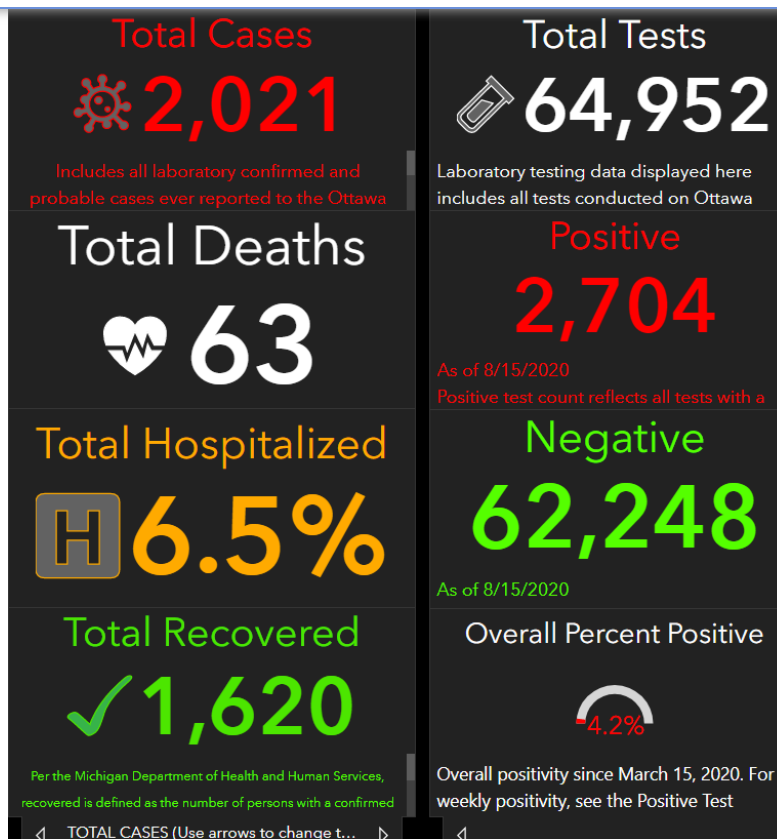 Total Cases
2,021
Includes all laboratory confirmed and
probable cases ever reported to the Ottawa
Total Deaths
63
Total Hospitalized
H 6.5%
Total Recovered
1,620
Per the Michigan Department of Health and Human Services,
recovered is defined as the number of persons with a confirmed
TOTAL CASES (Use arrows to change t...
Total Tests
64,952
Laboratory testing data displayed here
includes all tests conducted on Ottawa
Positive
2,704
As of 8/15/2020
Positive test count reflects all tests with a
Negative
62,248
As of 8/15/2020
Overall Percent Positive
4.2%
Overall positivity since March 15, 2020. For
weekly positivity, see the Positive Test